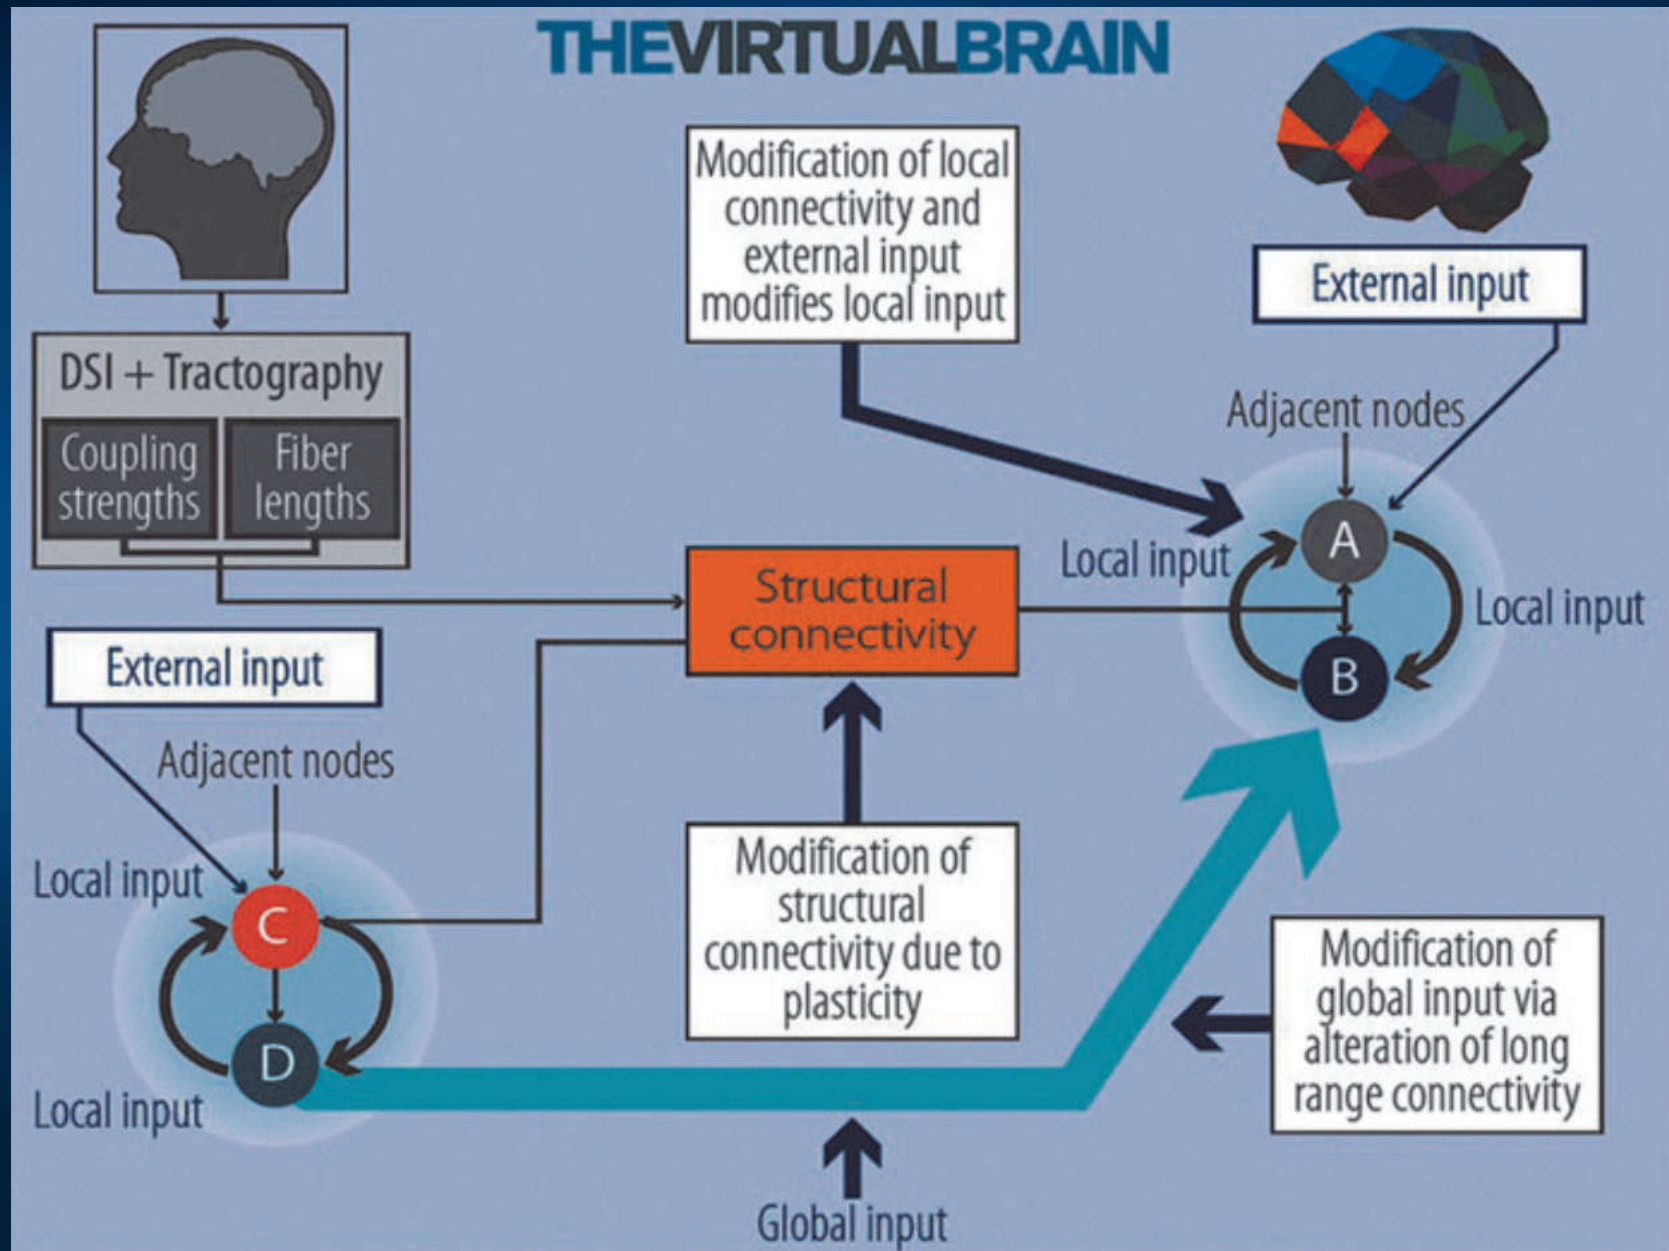 THEVIRTUALBRAIN
Modification of local
connectivity and
external input
modifies local input
External input
DSI + Tractography
Coupling
strengths
Fiber
lengths
Adjacent nodes
A
Local input
Local input
B
Structural
connectivity
External input
Adjacent nodes
Local input
C
D
Local input
Modification of
structural
connectivity due to
plasticity
Modification of
global input via
alteration of long
range connectivity
Global input